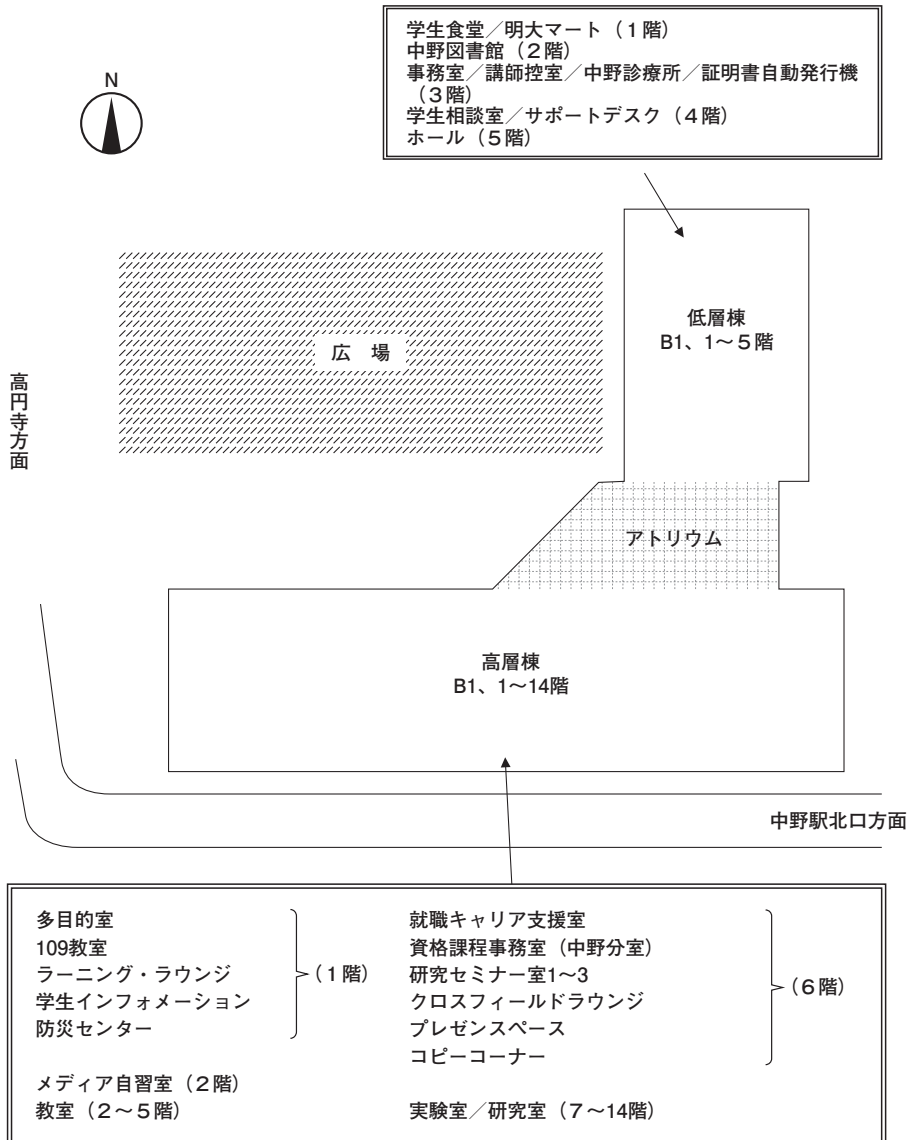 学生食堂／明大マート（１階）
中野図書館（２階）
事務室／講師控室／中野診療所／証明書自動発行機
（３階）
学生相談室／サポートデスク（４階）
ホール（５階）
N
低層棟
B1、1～５階
広　場
高円寺方面
アトリウム
高層棟
B1、1～14階
中野駅北口方面
多目的室
109教室
ラーニング・ラウンジ
学生インフォメーション
防災センター
（１階）
メディア自習室（２階）
教室（２～５階）
就職キャリア支援室
資格課程事務室（中野分室）
研究セミナー室1～3
クロスフィールドラウンジ
プレゼンスペース
コピーコーナー
（６階）
実験室／研究室（７～14階）